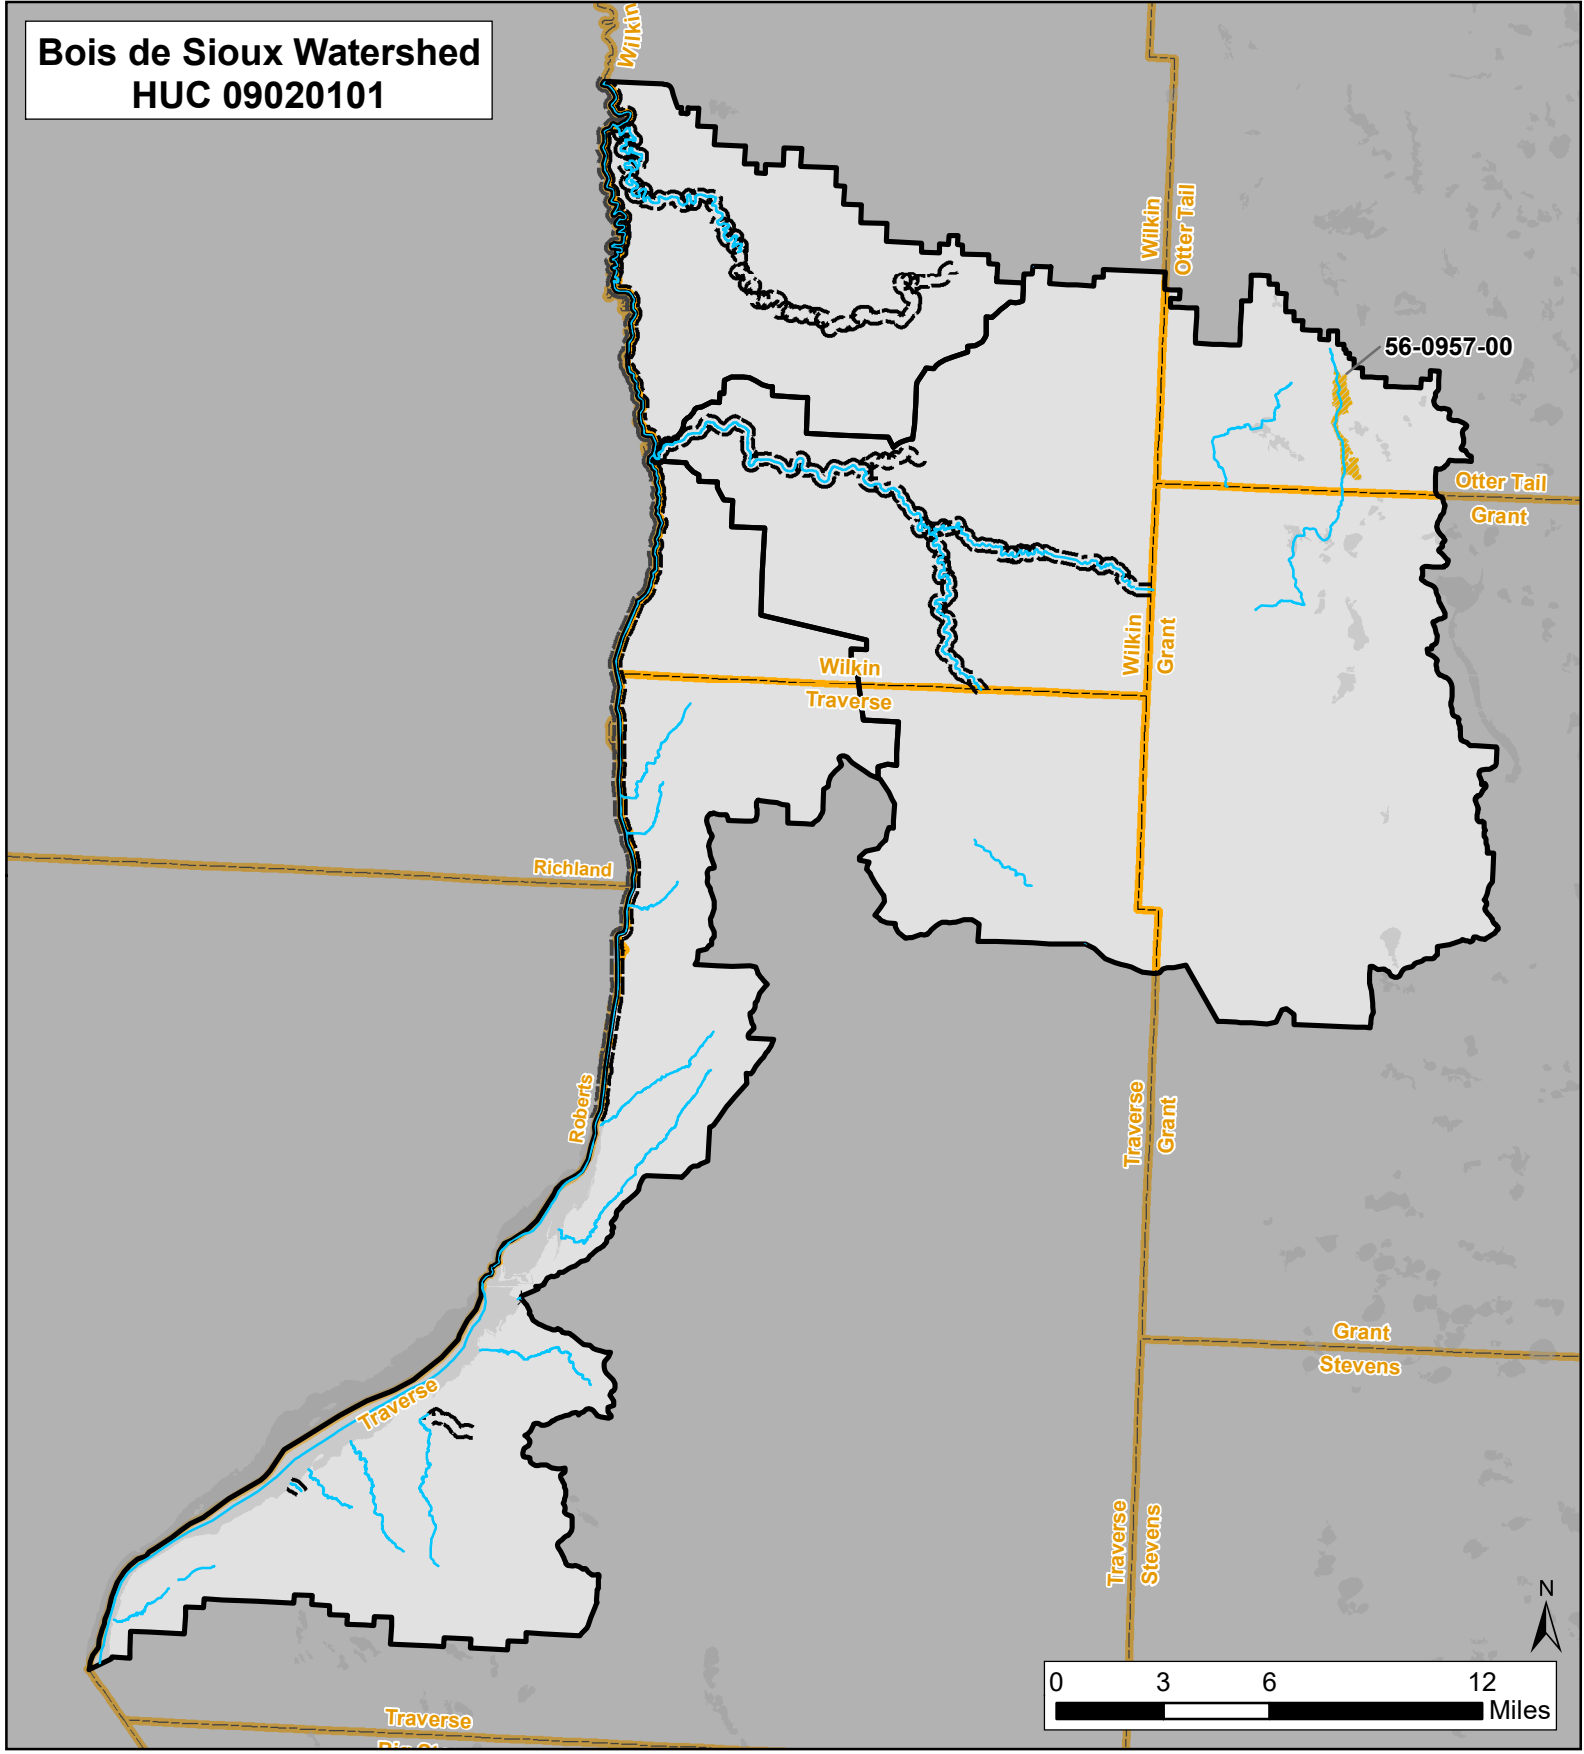 Bois de Sioux Watershed
HUC 09020101
Wilkin
Wilkin
Otter Tail
56-0957-00
Otter Tail
Grant
Wilkin
Grant
Wilkin
Traverse
Richland
Roberts
Traverse
Grant
Grant
Stevens
Traverse
Traverse
Stevens
N
0 3 6 12
Miles
Traverse